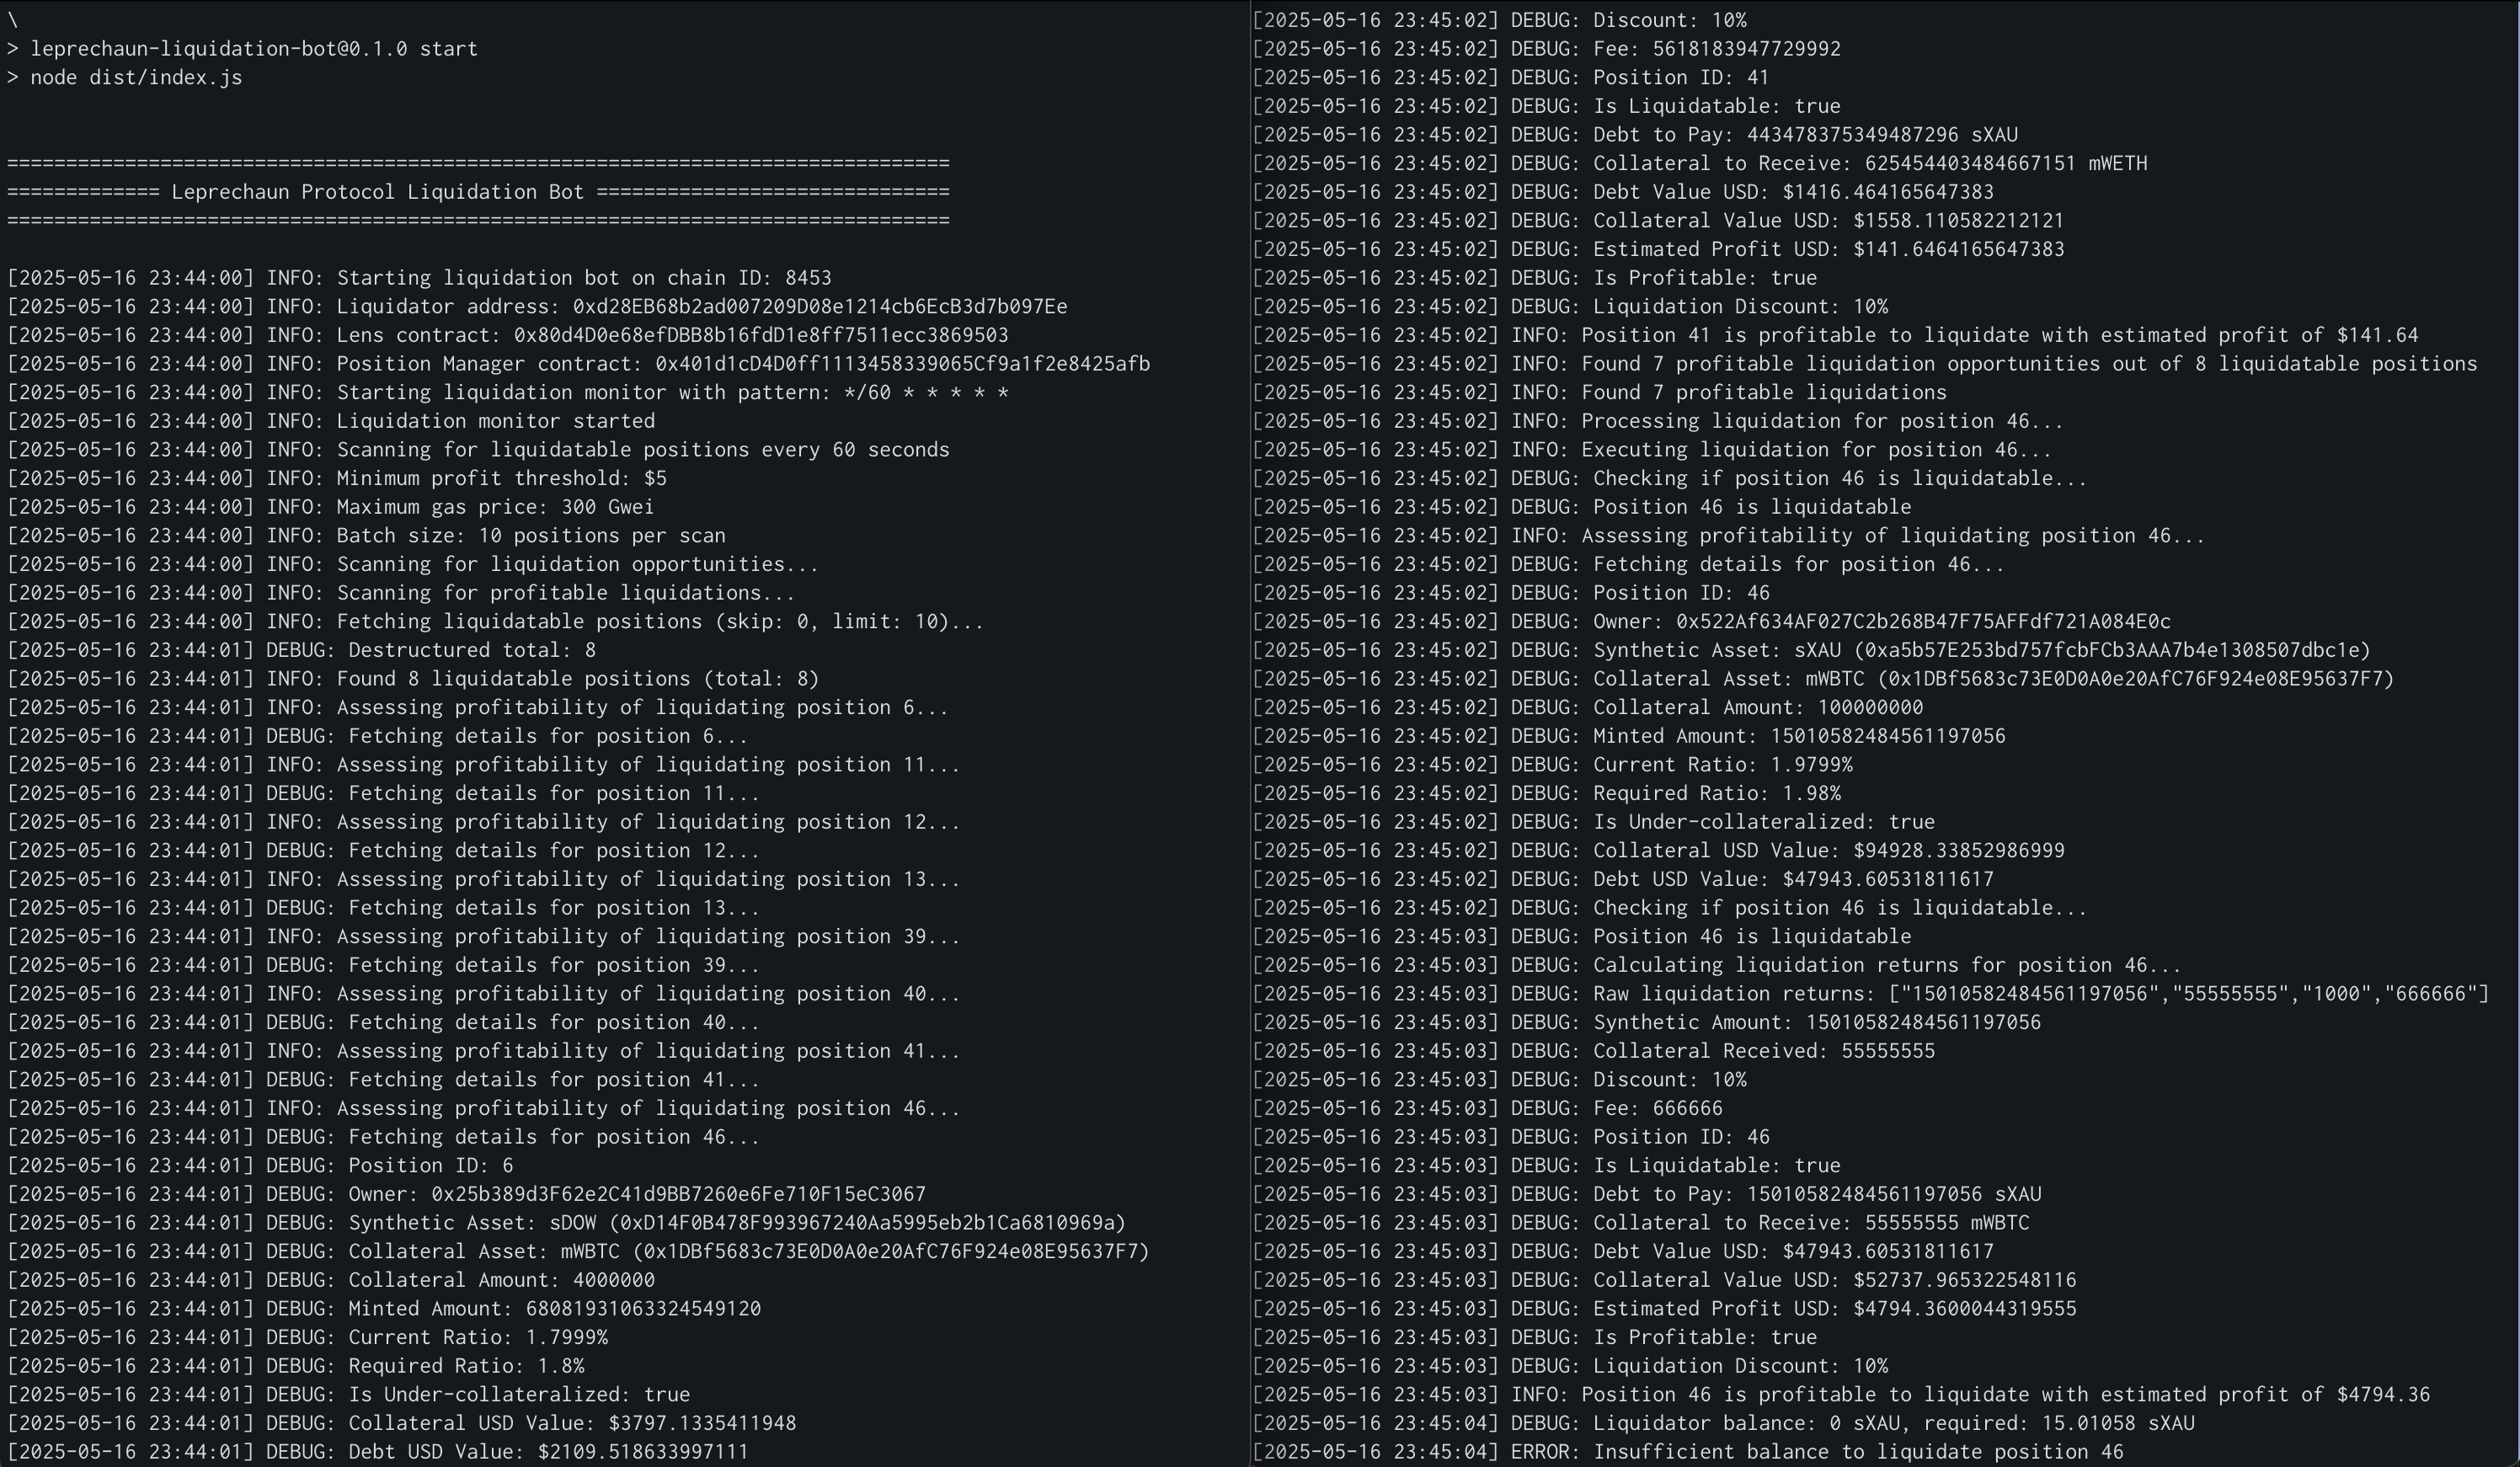 \
> leprechaun-liquidation-bot@0.1.0 start
> node dist/index.js
================================================================================
============= Leprechaun Protocol Liquidation Bot ==============================
================================================================================
[2025-05-16 23:44:00] INFO: Starting liquidation bot on chain ID: 8453
[2025-05-16 23:44:00] INFO: Liquidator address: 0xd28EB68b2ad007209D08e1214cb6EcB3d7b097Ee
[2025-05-16 23:44:00] INFO: Lens contract: 0x80d4D0e68efDBB8b16fdD1e8ff7511ecc3869503
[2025-05-16 23:44:00] INFO: Position Manager contract: 0x401d1cD4D0ff1113458339065Cf9a1f2e8425afb
[2025-05-16 23:44:00] INFO: Starting liquidation monitor with pattern: */60 * * * * *
[2025-05-16 23:44:00] INFO: Liquidation monitor started
[2025-05-16 23:44:00] INFO: Scanning for liquidatable positions every 60 seconds
[2025-05-16 23:44:00] INFO: Minimum profit threshold: $5
[2025-05-16 23:44:00] INFO: Maximum gas price: 300 Gwei
[2025-05-16 23:44:00] INFO: Batch size: 10 positions per scan
[2025-05-16 23:44:00] INFO: Scanning for liquidation opportunities...
[2025-05-16 23:44:00] INFO: Scanning for profitable liquidations...
[2025-05-16 23:44:00] INFO: Fetching liquidatable positions (skip: 0, limit: 10)...
[2025-05-16 23:44:01] DEBUG: Destructured total: 8
[2025-05-16 23:44:01] INFO: Found 8 liquidatable positions (total: 8)
[2025-05-16 23:44:01] INFO: Assessing profitability of liquidating position 6...
[2025-05-16 23:44:01] DEBUG: Fetching details for position 6...
[2025-05-16 23:44:01] INFO: Assessing profitability of liquidating position 11...
[2025-05-16 23:44:01] DEBUG: Fetching details for position 11...
[2025-05-16 23:44:01] INFO: Assessing profitability of liquidating position 12...
[2025-05-16 23:44:01] DEBUG: Fetching details for position 12...
[2025-05-16 23:44:01] INFO: Assessing profitability of liquidating position 13...
[2025-05-16 23:44:01] DEBUG: Fetching details for position 13...
[2025-05-16 23:44:01] INFO: Assessing profitability of liquidating position 39...
[2025-05-16 23:44:01] DEBUG: Fetching details for position 39...
[2025-05-16 23:44:01] INFO: Assessing profitability of liquidating position 40...
[2025-05-16 23:44:01] DEBUG: Fetching details for position 40...
[2025-05-16 23:44:01] INFO: Assessing profitability of liquidating position 41...
[2025-05-16 23:44:01] DEBUG: Fetching details for position 41...
[2025-05-16 23:44:01] INFO: Assessing profitability of liquidating position 46...
[2025-05-16 23:44:01] DEBUG: Fetching details for position 46...
[2025-05-16 23:44:01] DEBUG: Position ID: 6
[2025-05-16 23:44:01] DEBUG: Owner: 0x25b389d3F62e2C41d9BB7260e6Fe710F15eC3067
[2025-05-16 23:44:01] DEBUG: Synthetic Asset: sDOW (0xD14F0B478F993967240Aa5995eb2b1Ca6810969a)
[2025-05-16 23:44:01] DEBUG: Collateral Asset: mWBTC (0x1DBf5683c73E0D0A0e20AfC76F924e08E95637F7)
[2025-05-16 23:44:01] DEBUG: Collateral Amount: 4000000
[2025-05-16 23:44:01] DEBUG: Minted Amount: 68081931063324549120
[2025-05-16 23:44:01] DEBUG: Current Ratio: 1.7999%
[2025-05-16 23:44:01] DEBUG: Required Ratio: 1.8%
[2025-05-16 23:44:01] DEBUG: Is Under-collateralized: true
[2025-05-16 23:44:01] DEBUG: Collateral USD Value: $3797.1335411948
[2025-05-16 23:44:01] DEBUG: Debt USD Value: $2109.518633997111
[2025-05-16 23:45:02] DEBUG: Discount: 10%
[2025-05-16 23:45:02] DEBUG: Fee: 5618183947729992
[2025-05-16 23:45:02] DEBUG: Position ID: 41
[2025-05-16 23:45:02] DEBUG: Is Liquidatable: true
[2025-05-16 23:45:02] DEBUG: Debt to Pay: 443478375349487296 sXAU
[2025-05-16 23:45:02] DEBUG: Collateral to Receive: 625454403484667151 mWETH
[2025-05-16 23:45:02] DEBUG: Debt Value USD: $1416.464165647383
[2025-05-16 23:45:02] DEBUG: Collateral Value USD: $1558.110582212121
[2025-05-16 23:45:02] DEBUG: Estimated Profit USD: $141.6464165647383
[2025-05-16 23:45:02] DEBUG: Is Profitable: true
[2025-05-16 23:45:02] DEBUG: Liquidation Discount: 10%
[2025-05-16 23:45:02] INFO: Position 41 is profitable to liquidate with estimated profit of $141.64
[2025-05-16 23:45:02] INFO: Found 7 profitable liquidation opportunities out of 8 liquidatable positions
[2025-05-16 23:45:02] INFO: Found 7 profitable liquidations
[2025-05-16 23:45:02] INFO: Processing liquidation for position 46...
[2025-05-16 23:45:02] INFO: Executing liquidation for position 46...
[2025-05-16 23:45:02] DEBUG: Checking if position 46 is liquidatable...
[2025-05-16 23:45:02] DEBUG: Position 46 is liquidatable
[2025-05-16 23:45:02] INFO: Assessing profitability of liquidating position 46...
[2025-05-16 23:45:02] DEBUG: Fetching details for position 46...
[2025-05-16 23:45:02] DEBUG: Position ID: 46
[2025-05-16 23:45:02] DEBUG: Owner: 0x522Af634AF027C2b268B47F75AFFdf721A084E0c
[2025-05-16 23:45:02] DEBUG: Synthetic Asset: sXAU (0xa5b57E253bd757fcbFCb3AAA7b4e1308507dbc1e)
[2025-05-16 23:45:02] DEBUG: Collateral Asset: mWBTC (0x1DBf5683c73E0D0A0e20AfC76F924e08E95637F7)
[2025-05-16 23:45:02] DEBUG: Collateral Amount: 100000000
[2025-05-16 23:45:02] DEBUG: Minted Amount: 15010582484561197056
[2025-05-16 23:45:02] DEBUG: Current Ratio: 1.9799%
[2025-05-16 23:45:02] DEBUG: Required Ratio: 1.98%
[2025-05-16 23:45:02] DEBUG: Is Under-collateralized: true
[2025-05-16 23:45:02] DEBUG: Collateral USD Value: $94928.33852986999
[2025-05-16 23:45:02] DEBUG: Debt USD Value: $47943.60531811617
[2025-05-16 23:45:02] DEBUG: Checking if position 46 is liquidatable...
[2025-05-16 23:45:03] DEBUG: Position 46 is liquidatable
[2025-05-16 23:45:03] DEBUG: Calculating liquidation returns for position 46...
[2025-05-16 23:45:03] DEBUG: Raw liquidation returns: ["15010582484561197056","55555555","1000","666666"]
[2025-05-16 23:45:03] DEBUG: Synthetic Amount: 15010582484561197056
[2025-05-16 23:45:03] DEBUG: Collateral Received: 55555555
[2025-05-16 23:45:03] DEBUG: Discount: 10%
[2025-05-16 23:45:03] DEBUG: Fee: 666666
[2025-05-16 23:45:03] DEBUG: Position ID: 46
[2025-05-16 23:45:03] DEBUG: Is Liquidatable: true
[2025-05-16 23:45:03] DEBUG: Debt to Pay: 15010582484561197056 sXAU
[2025-05-16 23:45:03] DEBUG: Collateral to Receive: 55555555 mWBTC
[2025-05-16 23:45:03] DEBUG: Debt Value USD: $47943.60531811617
[2025-05-16 23:45:03] DEBUG: Collateral Value USD: $52737.965322548116
[2025-05-16 23:45:03] DEBUG: Estimated Profit USD: $4794.3600044319555
[2025-05-16 23:45:03] DEBUG: Is Profitable: true
[2025-05-16 23:45:03] DEBUG: Liquidation Discount: 10%
[2025-05-16 23:45:03] INFO: Position 46 is profitable to liquidate with estimated profit of $4794.36
[2025-05-16 23:45:04] DEBUG: Liquidator balance: 0 sXAU, required: 15.01058 sXAU
[2025-05-16 23:45:04] ERROR: Insufficient balance to liquidate position 46